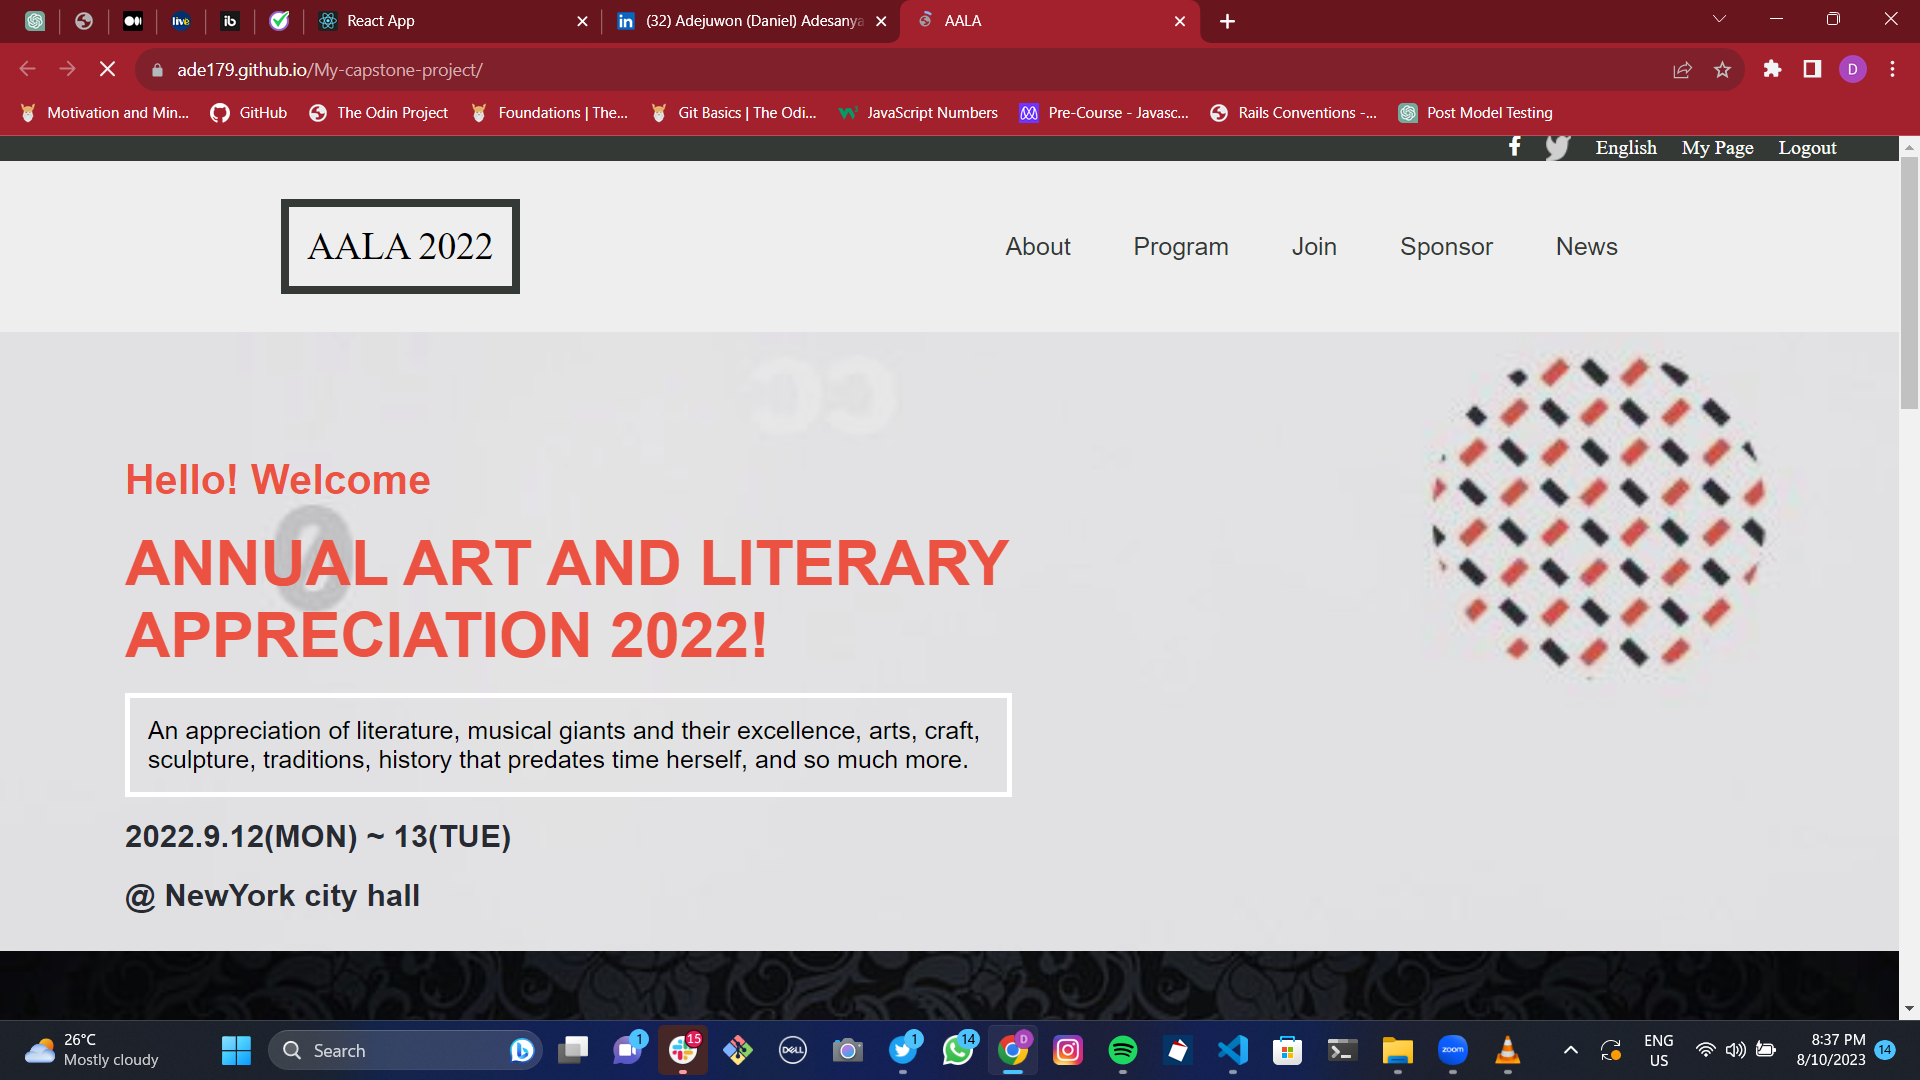 React App
(32) Adejuwon (Daniel) Adesanya
AALA
ade179.github.io/My-capstone-project/
D
Motivation and Min...
GitHub
The Odin Project
Foundations | The...
Git Basics | The Odi...
JavaScript Numbers
Pre-Course - Javasc...
Rails Conventions -...
Post Model Testing
English
My Page
Logout
AALA 2022
About
Program
Join
Sponsor
News
Hello! Welcome
ANNUAL ART AND LITERARY
APPRECIATION 2022!
An appreciation of literature, musical giants and their excellence, arts, craft,
sculpture, traditions, history that predates time herself, and so much more.
2022.9.12(MON) ~ 13(TUE)
@ NewYork city hall
26°C
Mostly cloudy
Search
1
15
DELL
1
14
D
zoom
ENG
US
8:37 PM
8/10/2023
14